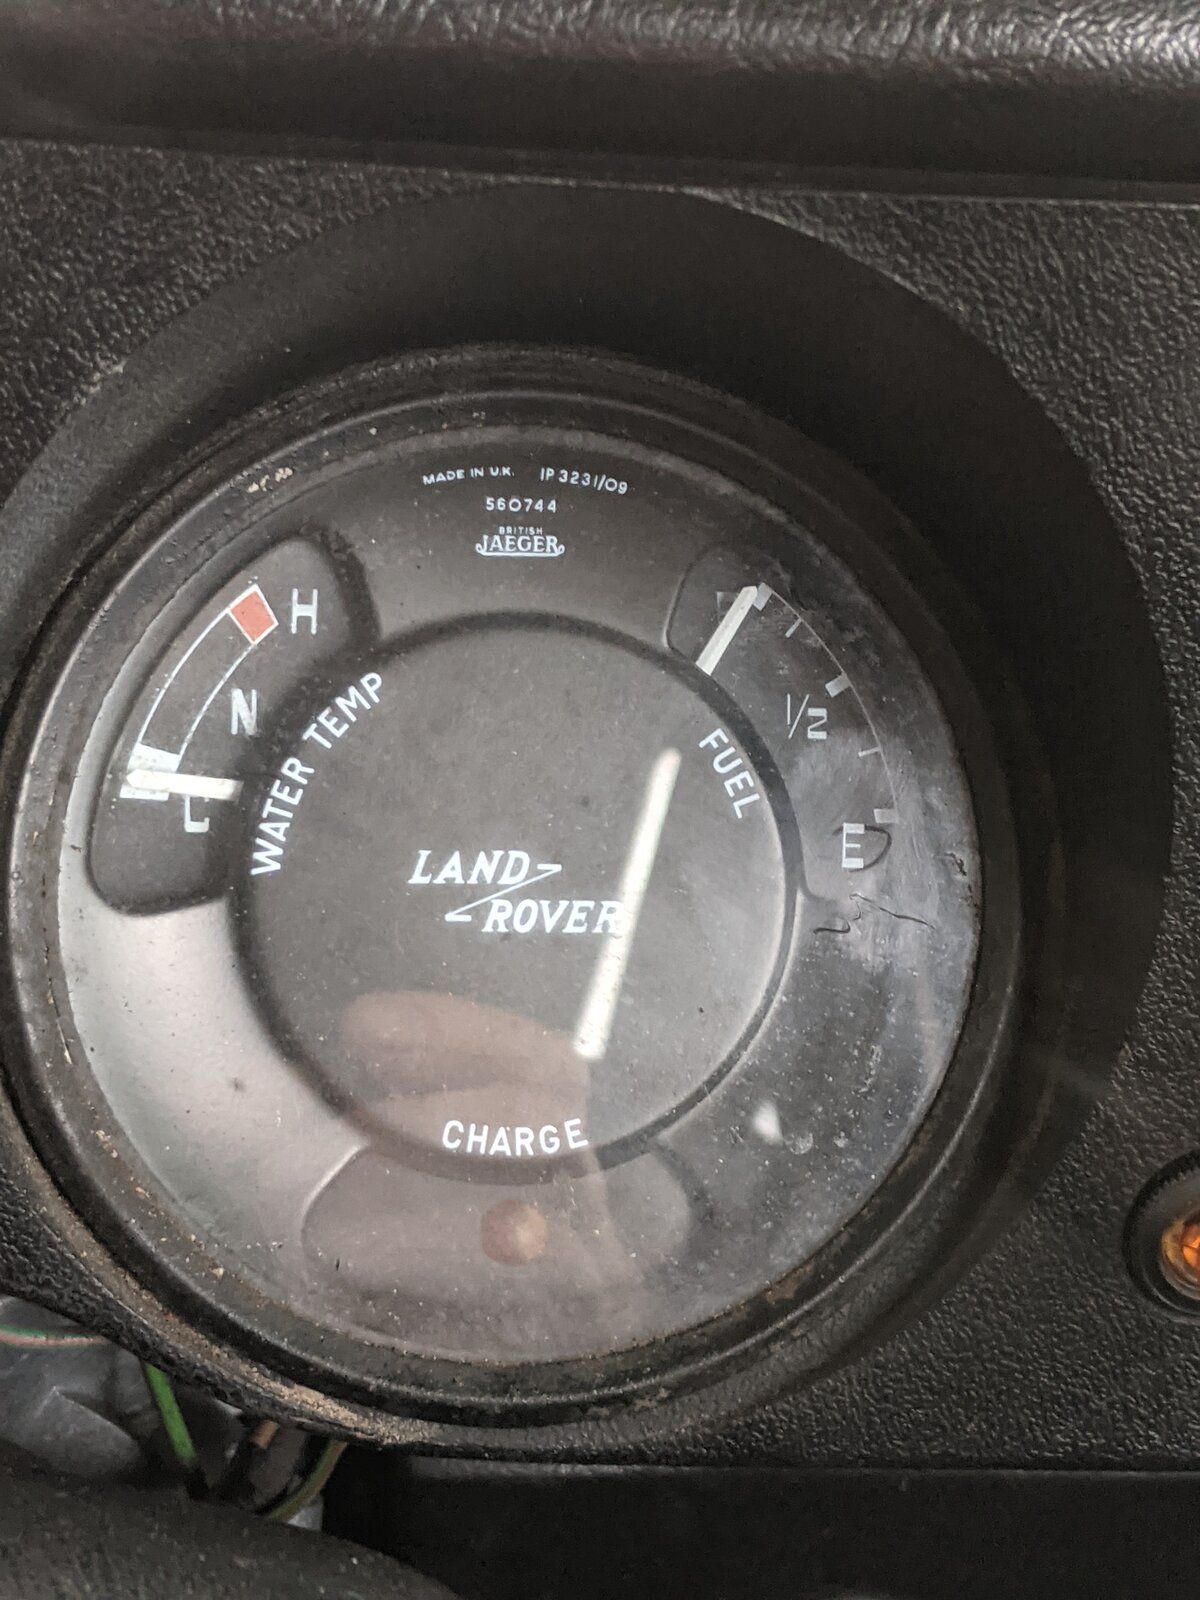 MADE IN U.K. IP 3231/09
560744
BRITISH
JAEGER
H
N
L
WATER TEMP
1/2
E
FUEL
LAND
ROVER
CHARGE